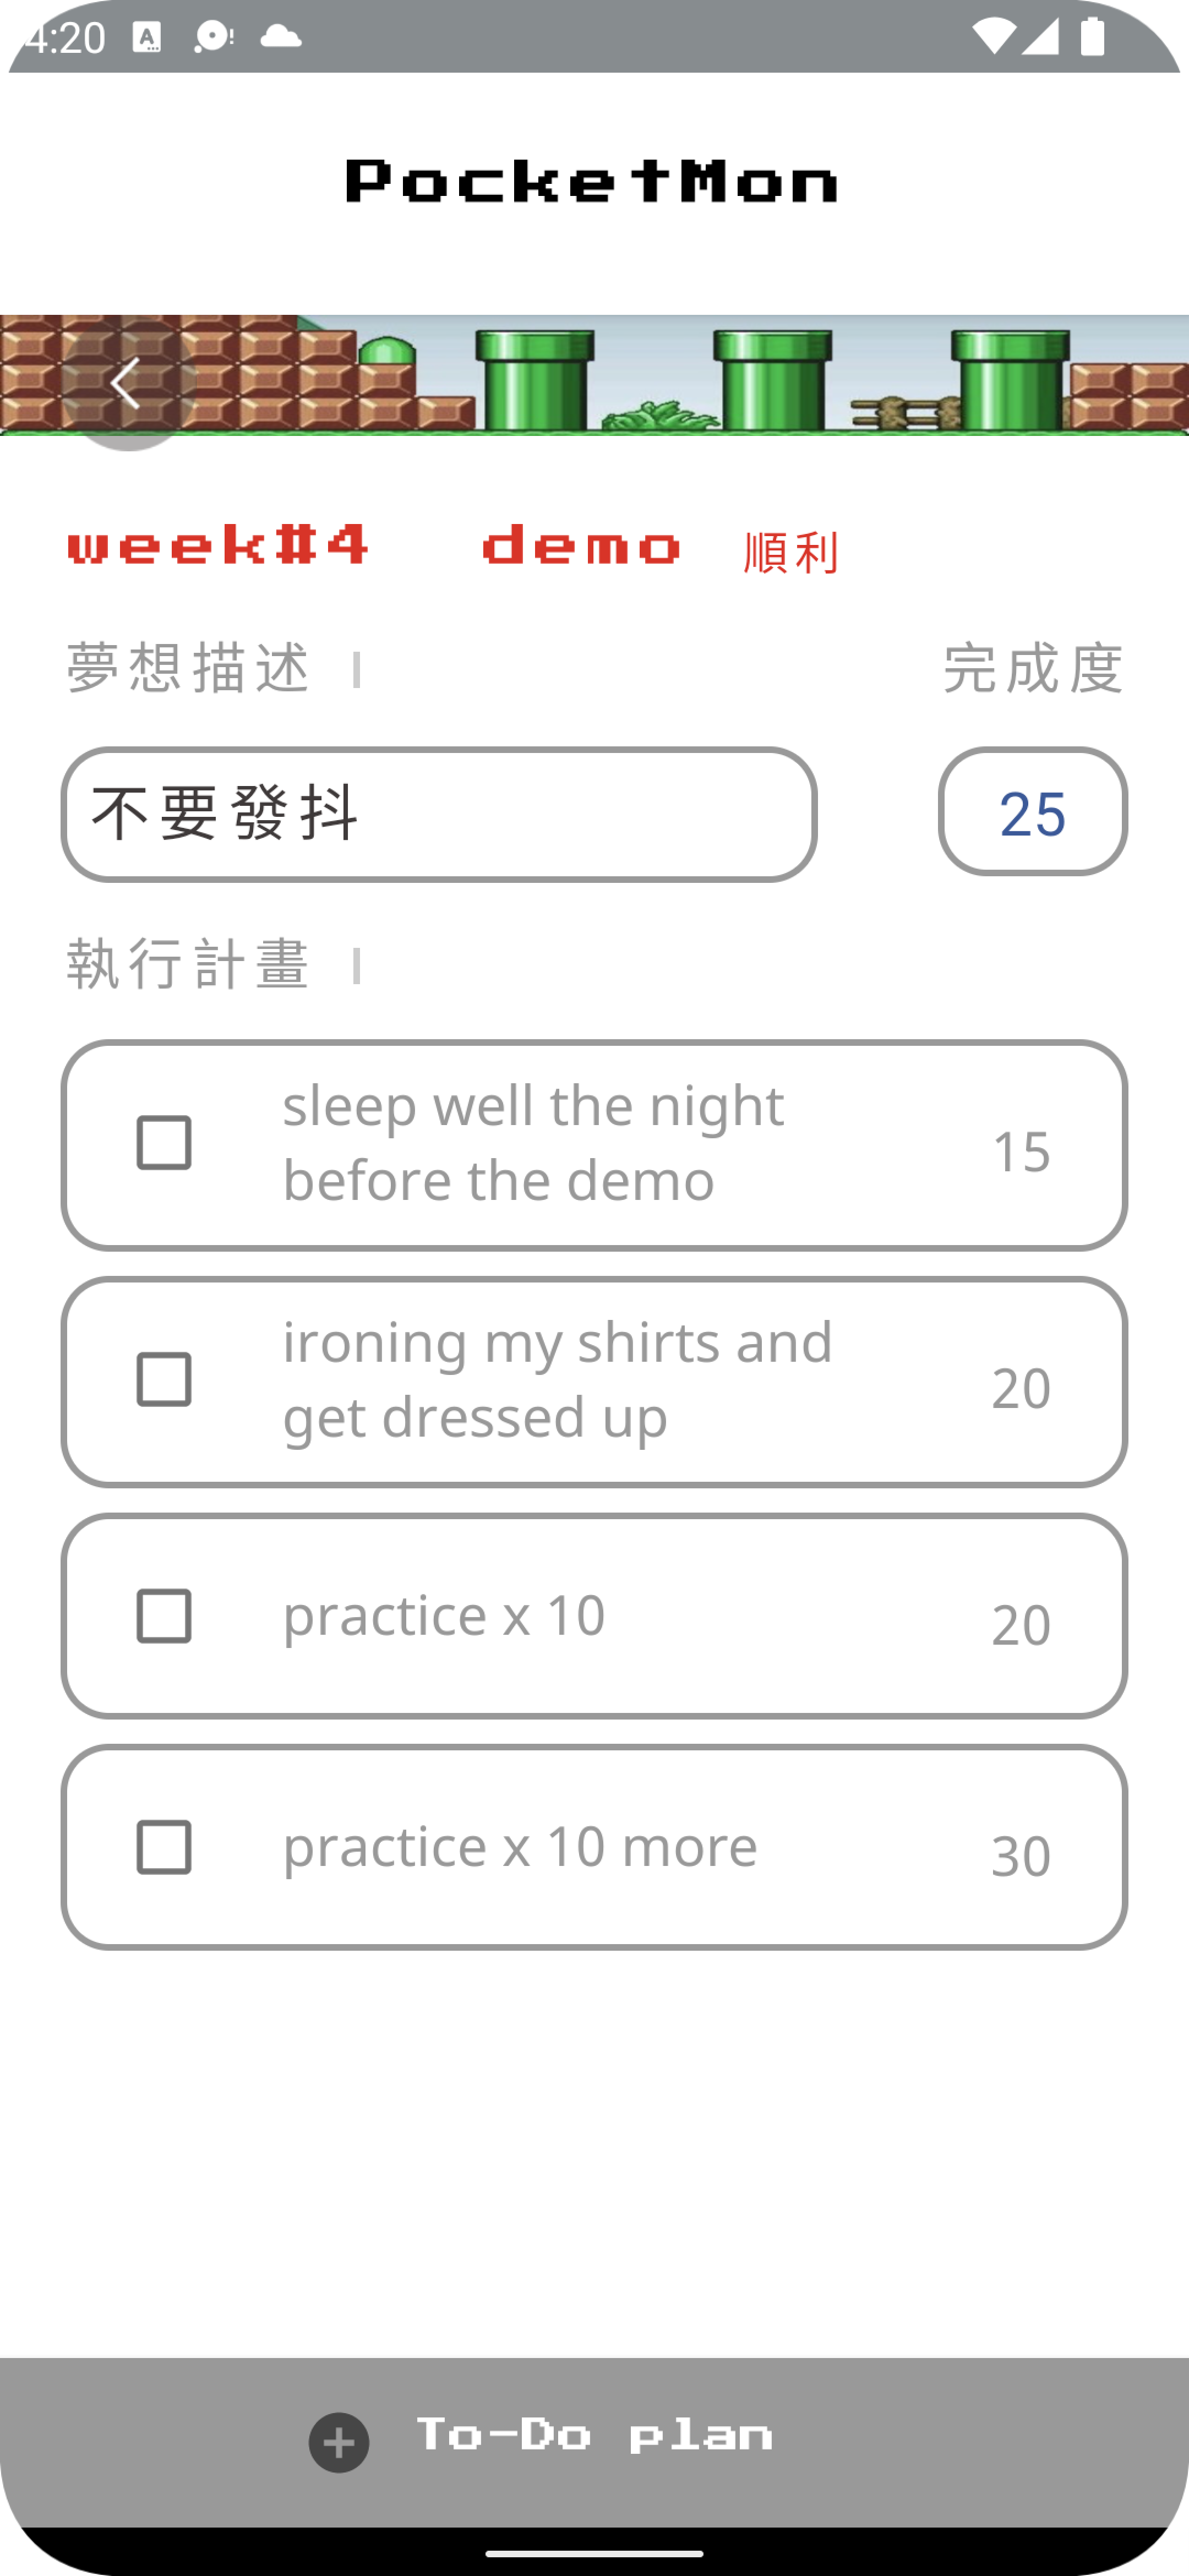 4:20
PocketMon
week#4 demo 順利
夢想描述
完成度
不要發抖
25
執行計畫
sleep well the night
before the demo
15
ironing my shirts and
get dressed up
20
practice x 10
20
practice x 10 more
30
To-Do plan